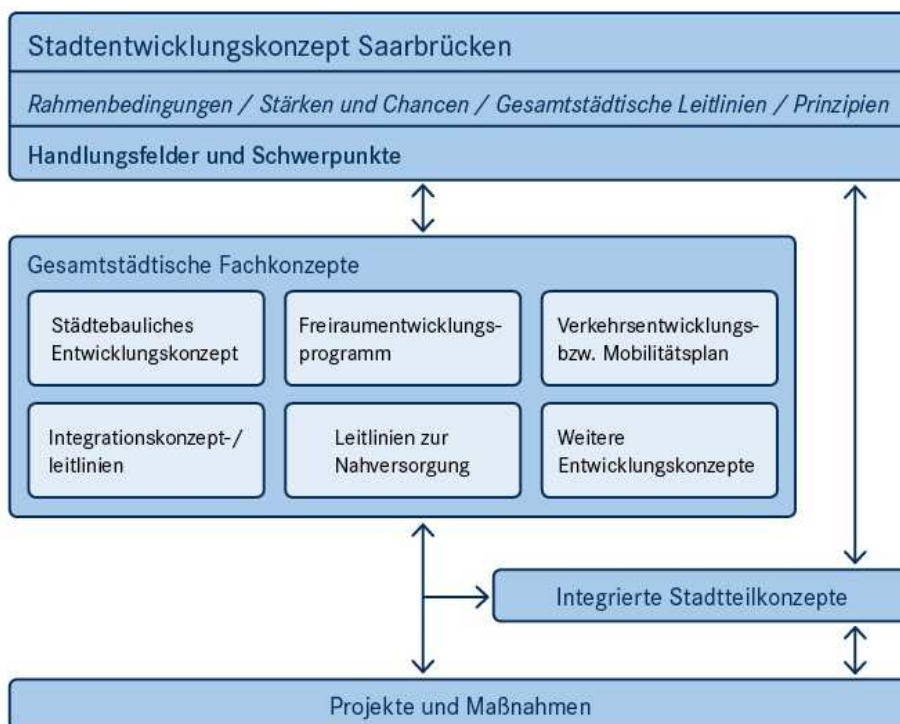 Stadtentwicklungskonzept Saarbrücken
Rahmenbedingungen / Stärken und Chancen / Gesamtstädtische Leitlinien / Prinzipien
Handlungsfelder und Schwerpunkte
Gesamtstädtische Fachkonzepte
Städtebauliches
Entwicklungskonzept
Freiraumentwicklungs-
programm
Verkehrsentwicklungs-
bzw. Mobilitätsplan
Integrationskonzept-/
leitlinien
Leitlinien zur
Nahversorgung
Weitere
Entwicklungskonzepte
Integrierte Stadtteilkonzepte
Projekte und Maßnahmen